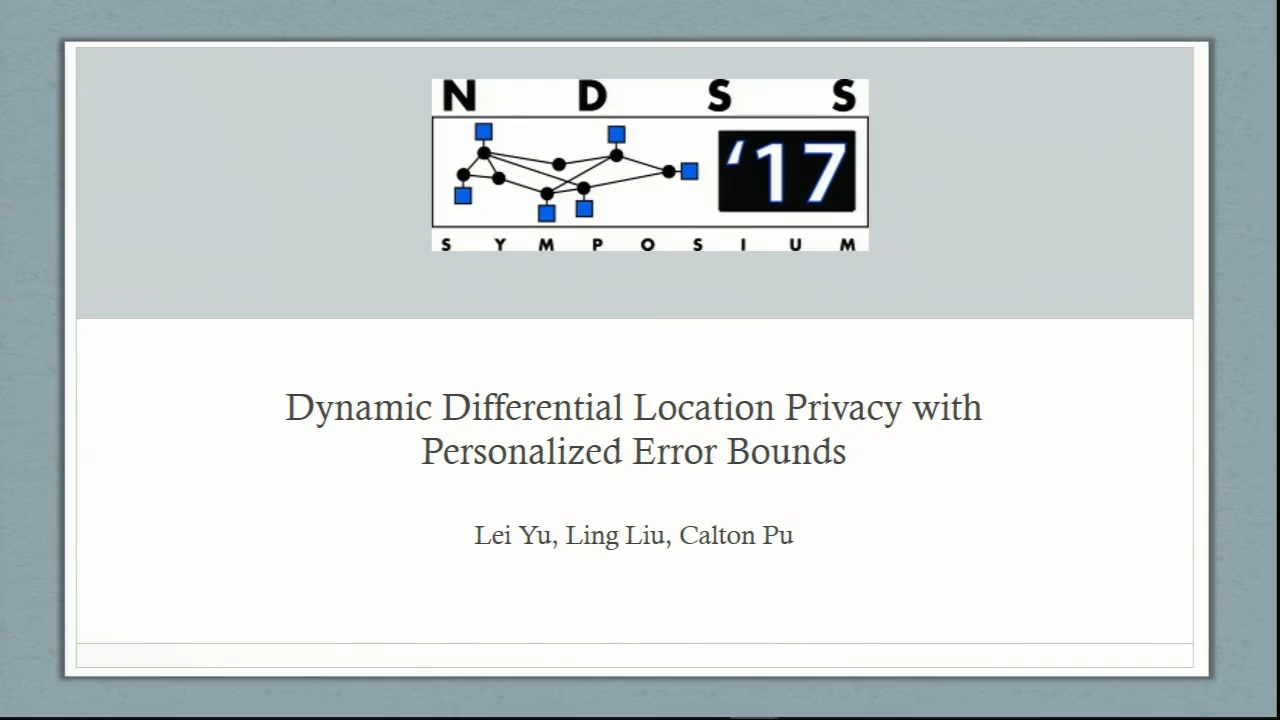 N D S S
‘17
S Y M P O S I U M
Dynamic Differential Location Privacy with
Personalized Error Bounds
Lei Yu, Ling Liu, Calton Pu